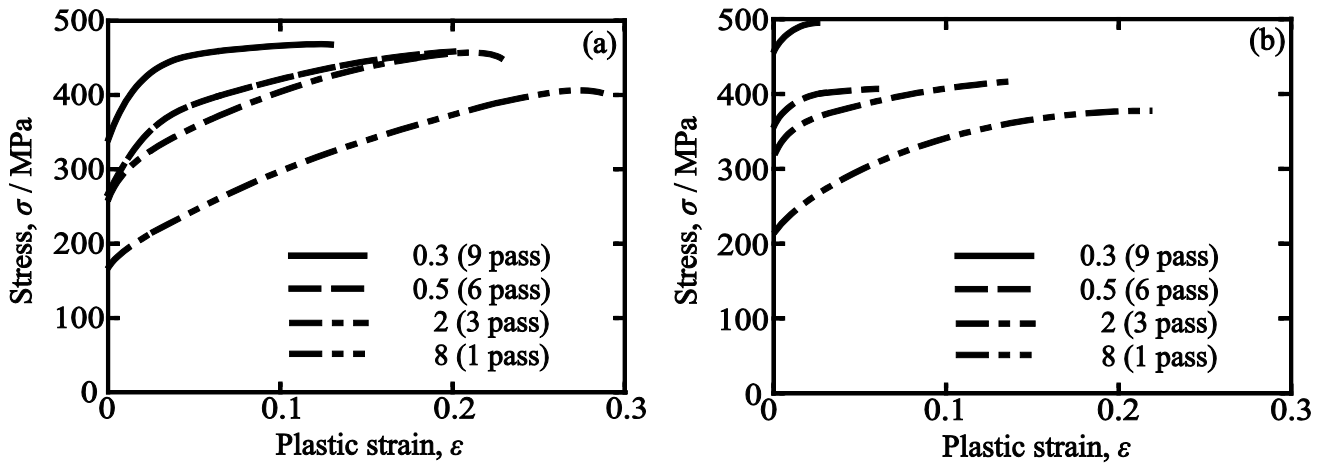 500
400
300
200
100
0
Stress, σ / MPa
(a)
0.3 (9 pass)
0.5 (6 pass)
2 (3 pass)
8 (1 pass)
0 0.1 0.2 0.3
Plastic strain, ε
500
400
300
200
100
0
Stress, σ / MPa
(b)
0.3 (9 pass)
0.5 (6 pass)
2 (3 pass)
8 (1 pass)
0 0.1 0.2 0.3
Plastic strain, ε